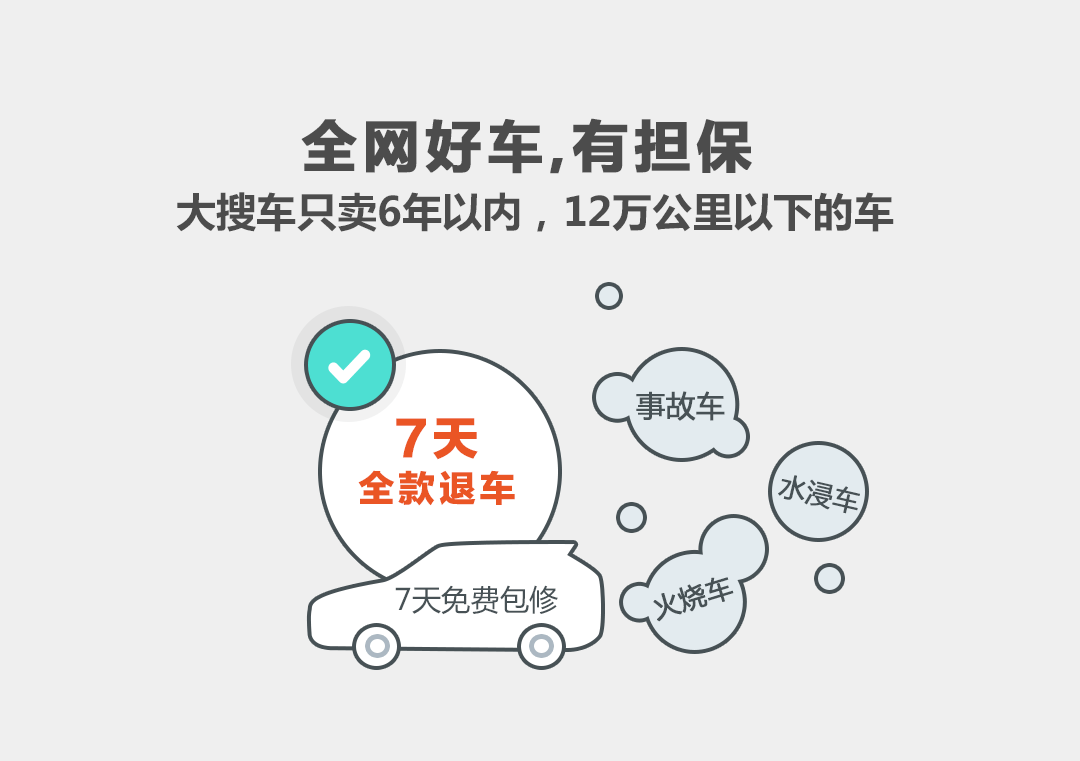 全网好车,有担保
大搜车只卖6年以内，12万公里以下的车
7天
全款退车
7天免费包修
事故车
水浸车
火烧车